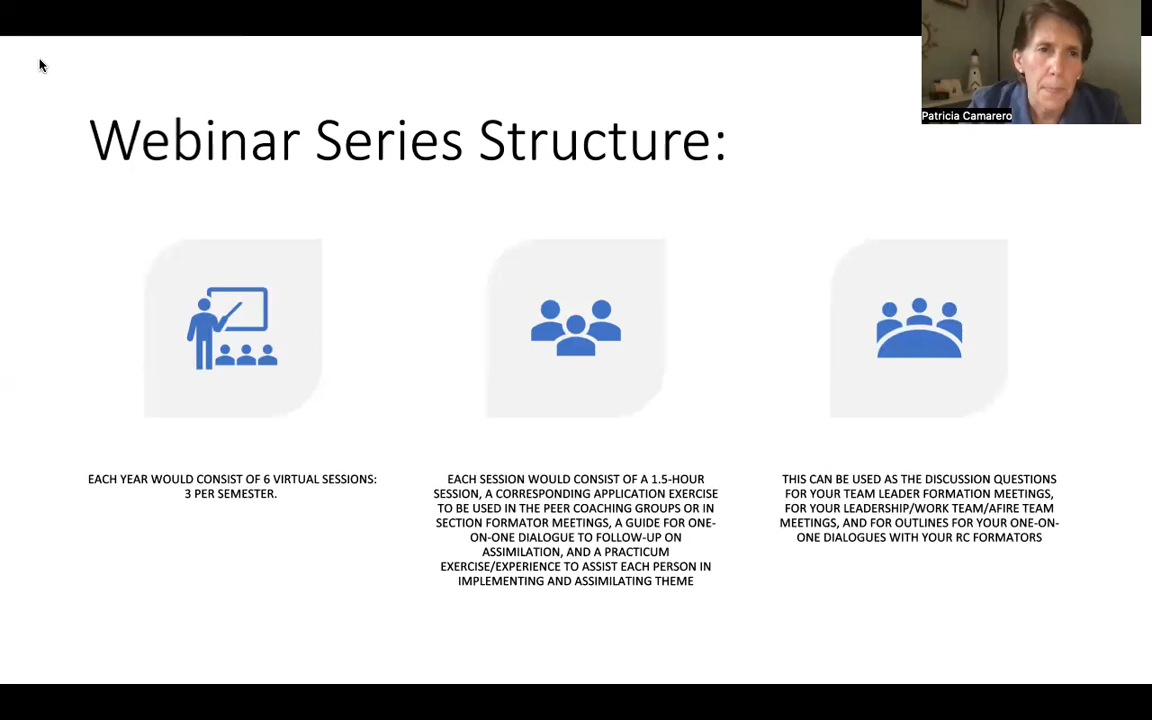 Patricia Camarero
Webinar Series Structure:
EACH YEAR WOULD CONSIST OF 6 VIRTUAL SESSIONS:
3 PER SEMESTER.
EACH SESSION WOULD CONSIST OF A 1.5-HOUR
SESSION, A CORRESPONDING APPLICATION EXERCISE
TO BE USED IN THE PEER COACHING GROUPS OR IN
SECTION FORMATOR MEETINGS, A GUIDE FOR ONE-
ON-ONE DIALOGUE TO FOLLOW-UP ON
ASSIMILATION, AND A PRACTICUM
EXERCISE/EXPERIENCE TO ASSIST EACH PERSON IN
IMPLEMENTING AND ASSIMILATING THEME
THIS CAN BE USED AS THE DISCUSSION QUESTIONS
FOR YOUR TEAM LEADER FORMATION MEETINGS,
FOR YOUR LEADERSHIP/WORK TEAM/AFIRE TEAM
MEETINGS, AND FOR OUTLINES FOR YOUR ONE-ON-
ONE DIALOGUES WITH YOUR RC FORMATORS